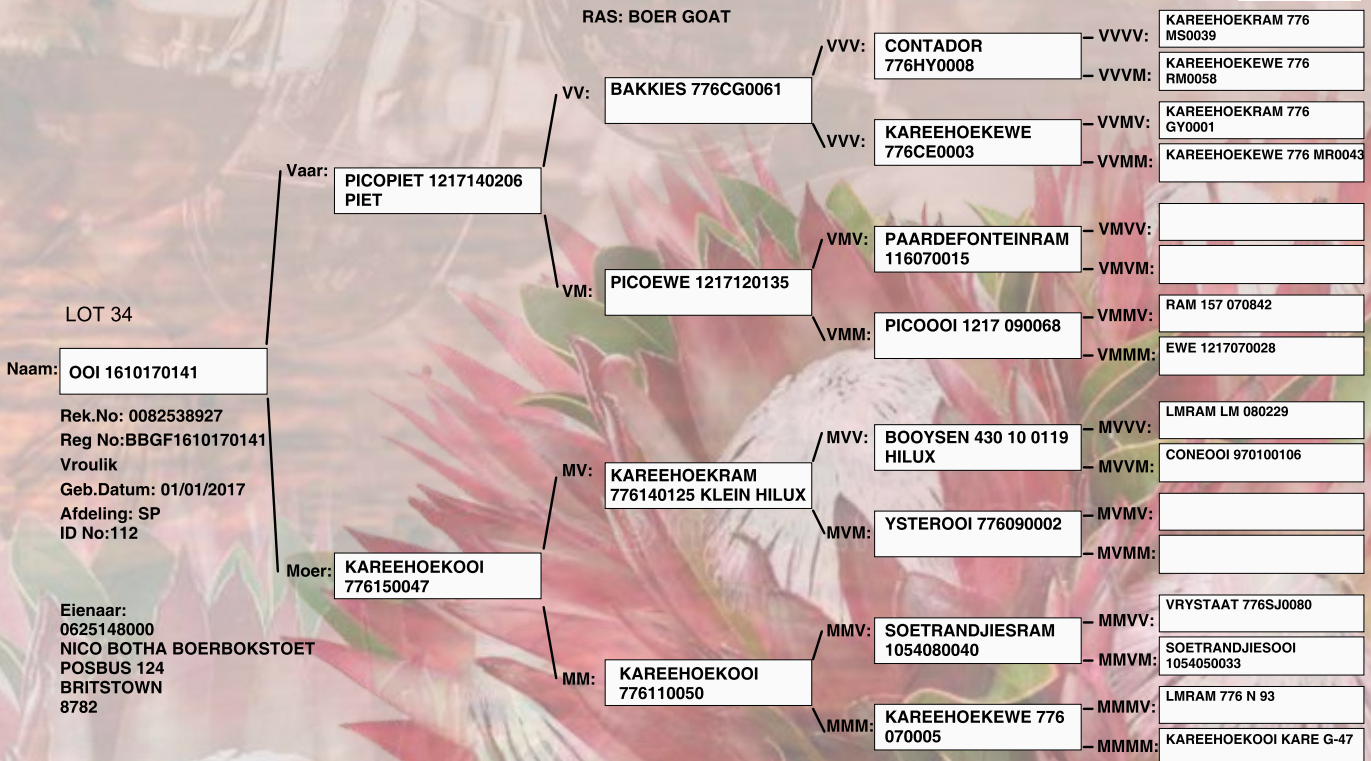 RAS: BOER GOAT
LOT 34
Naam:
OOI 1610170141
Rek.No: 0082538927
Reg No:BBGF1610170141
Vroulik
Geb.Datum: 01/01/2017
Afdeling: SP
ID No:112
Eienaar:
0625148000
NICO BOTHA BOERBOKSTOET
POSBUS 124
BRITSTOWN
8782
Vaar:
PICOPIET 1217140206
PIET
Moer:
KAREEHOEKOOI
776150047
VV:
BAKKIES 776CG0061
VM:
PICOEWE 1217120135
MV:
KAREEHOEKRAM
776140125 KLEIN HILUX
MM:
KAREEHOEKOOI
776110050
VVV:
CONTADOR
776HY0008
VVV:
KAREEHOEKEWE
776CE0003
VMV:
PAARDEFONTEINRAM
116070015
VMM:
PICOOOI 1217 090068
MVV:
BOOYSEN 430 10 0119
HILUX
MVM:
YSTEROOI 776090002
MMV:
SOETRANDJIESRAM
1054080040
MMM:
KAREEHOEKEWE 776
070005
VVVV:
KAREEHOEKRAM 776
MS0039
VVVM:
KAREEHOEKEWE 776
RM0058
VVMV:
KAREEHOEKRAM 776
GY0001
VVMM:
KAREEHOEKEWE 776 MR0043
VMVV:
VMVM:
VMMV:
RAM 157 070842
VMMM:
EWE 1217070028
MVVV:
LMRAM LM 080229
MVVM:
CONEOOI 970100106
MVMV:
MVMM:
MMVV:
VRYSTAAT 776SJ0080
MMVM:
SOETRANDJIESOOI
1054050033
MMMV:
LMRAM 776 N 93
MMMM:
KAREEHOEKOOI KARE G-47